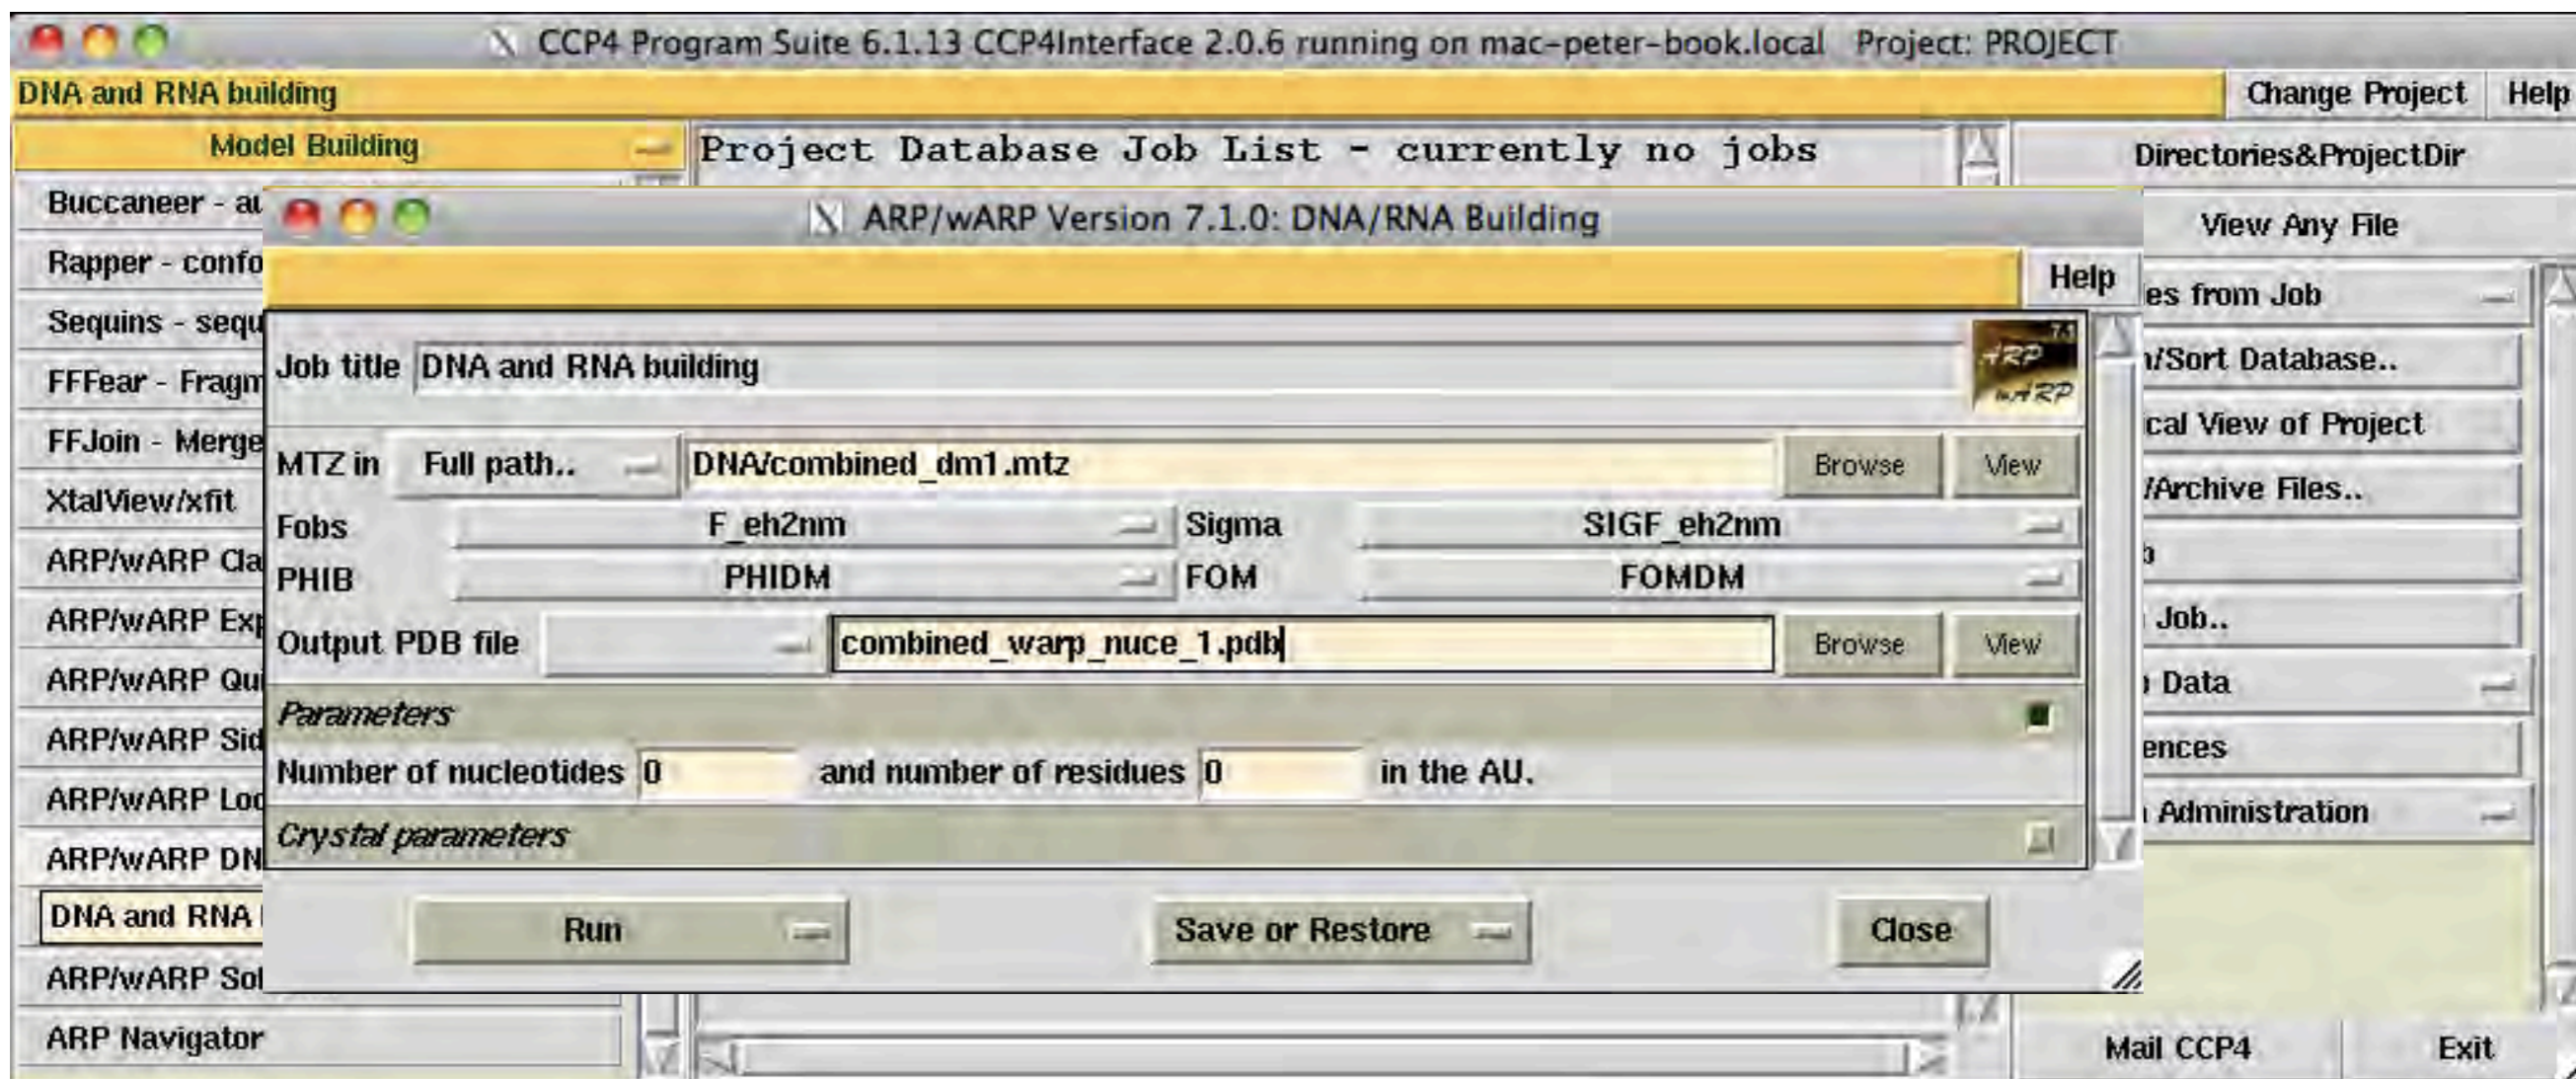 CCP4 Program Suite 6.1.13 CCP4Interface 2.0.6 running on mac-peter-book.local Project: PROJECT
DNA and RNA building Change Project Help
Model Building
Project Database Job List - currently no jobs
Directories&ProjectDir
Buccaneer - au
Rapper - confo
Sequins - sequ
FFFear - Fragm
FFJoin - Merge
XtalView/xfit
ARP/wARP Cla
ARP/wARP Exp
ARP/wARP Qui
ARP/wARP Sid
ARP/wARP Loo
ARP/wARP DN
DNA and RNA
ARP/wARP Sol
ARP Navigator
ARP/wARP Version 7.1.0: DNA/RNA Building
Help
Job title DNA and RNA building
7.1
ARP
wARP
MTZ in Full path.. DNA/combined_dm1.mtz Browse View
Fobs F_eh2nm Sigma SIGF_eh2nm
PHIB PHIDM FOM FOMDM
Output PDB file combined_warp_nuce_1.pdb Browse View
Parameters
Number of nucleotides 0 and number of residues 0 in the AU.
Crystal parameters
Run Save or Restore Close
View Any File
es from Job
/Sort Database..
ical View of Project
/Archive Files..
b
Job..
Data
ences
Administration
Mail CCP4 Exit